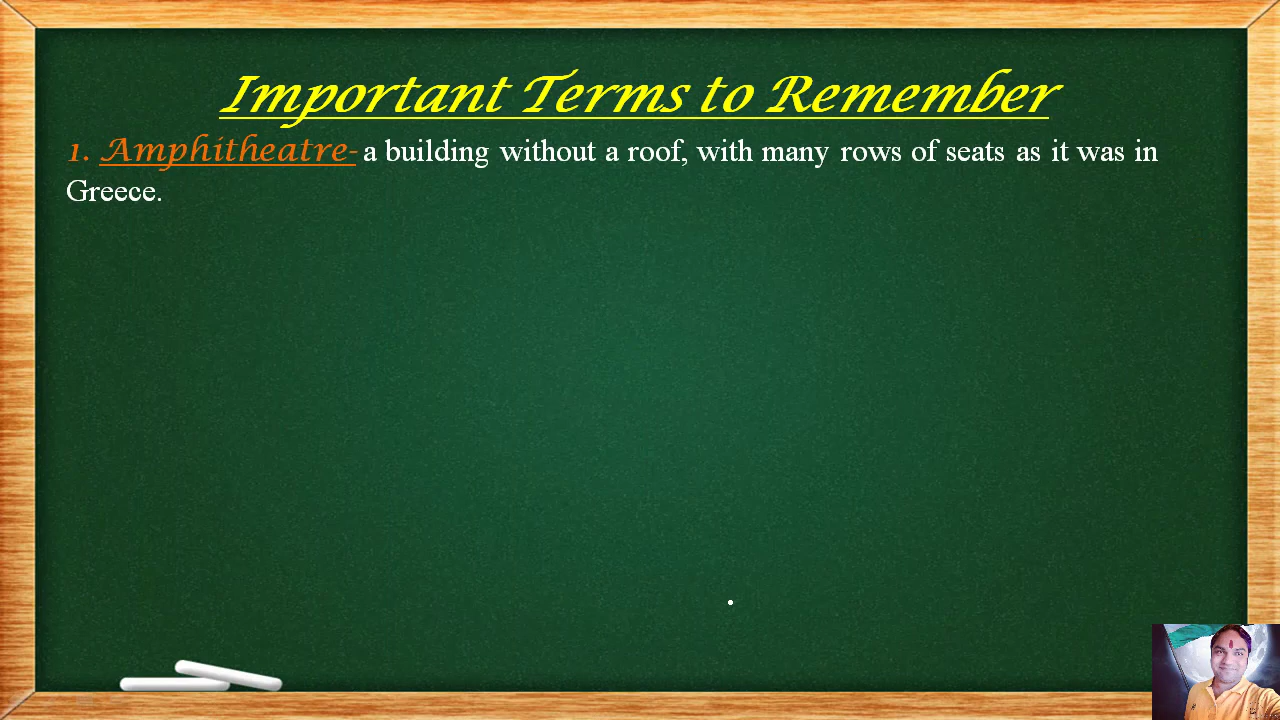 Important Terms to Remember
1. Amphitheatre- a building without a roof, with many rows of seats as it was in
Greece.